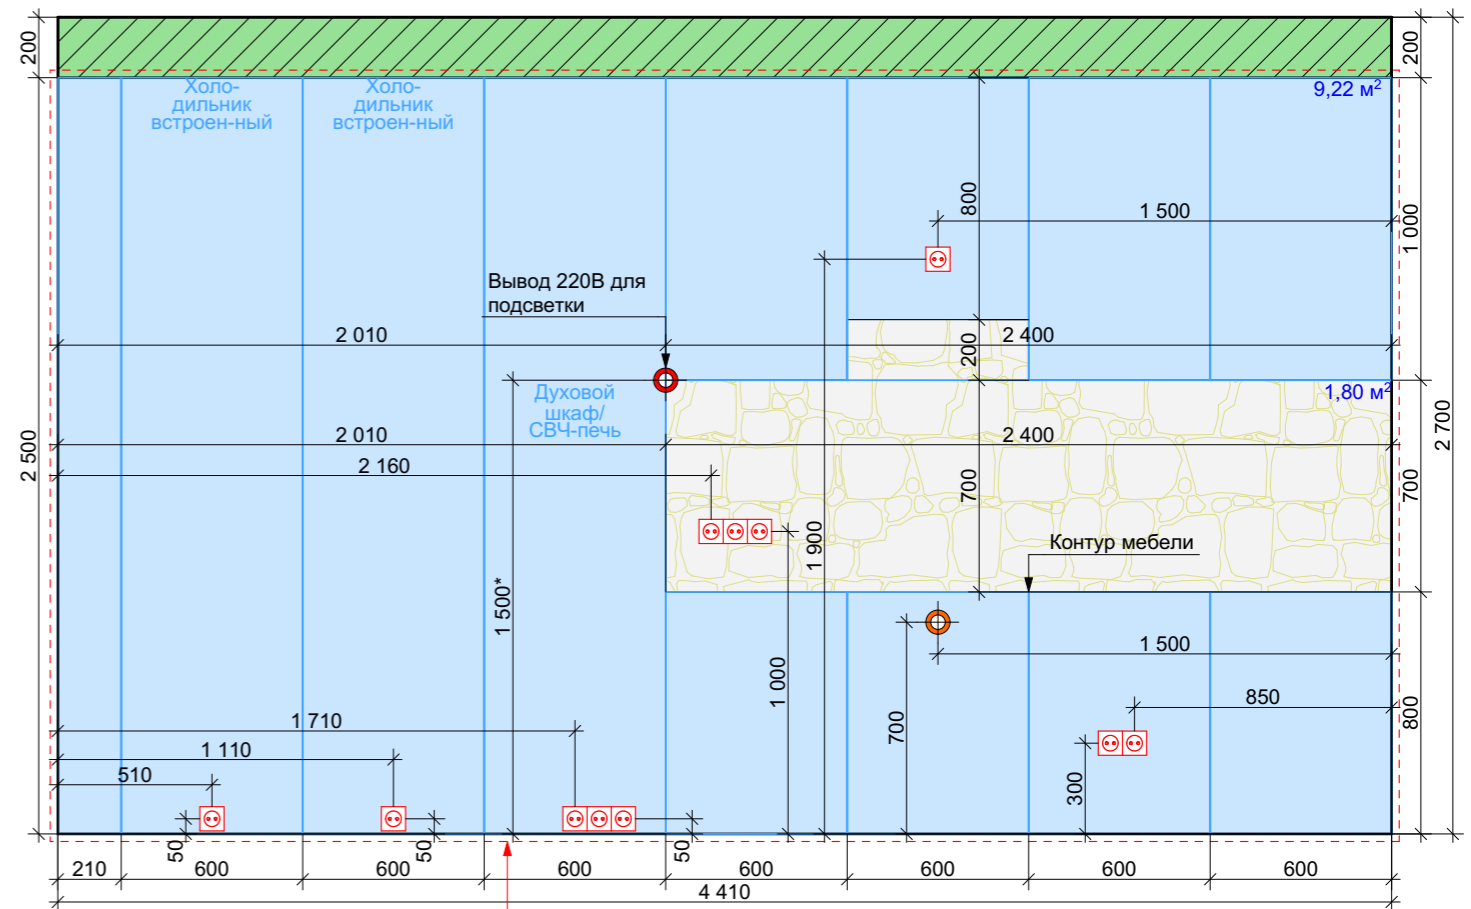 200
200
Холо-
дильник
встроен-ный
Холо-
дильник
встроен-ный
9,22 м²
800
1 500
1 000
Вывод 220В для
подсветки
2 010
200
2 400
Духовой
шкаф/
СВЧ-печь
1,80 м²
2 010
2 400
2 700
2 500
2 160
700
700
1 900
Контур мебели
1 500*
1 000
1 500
700
850
800
1 710
1 110
510
300
50
50
50
210
600
600
600
600
600
600
600
4 410